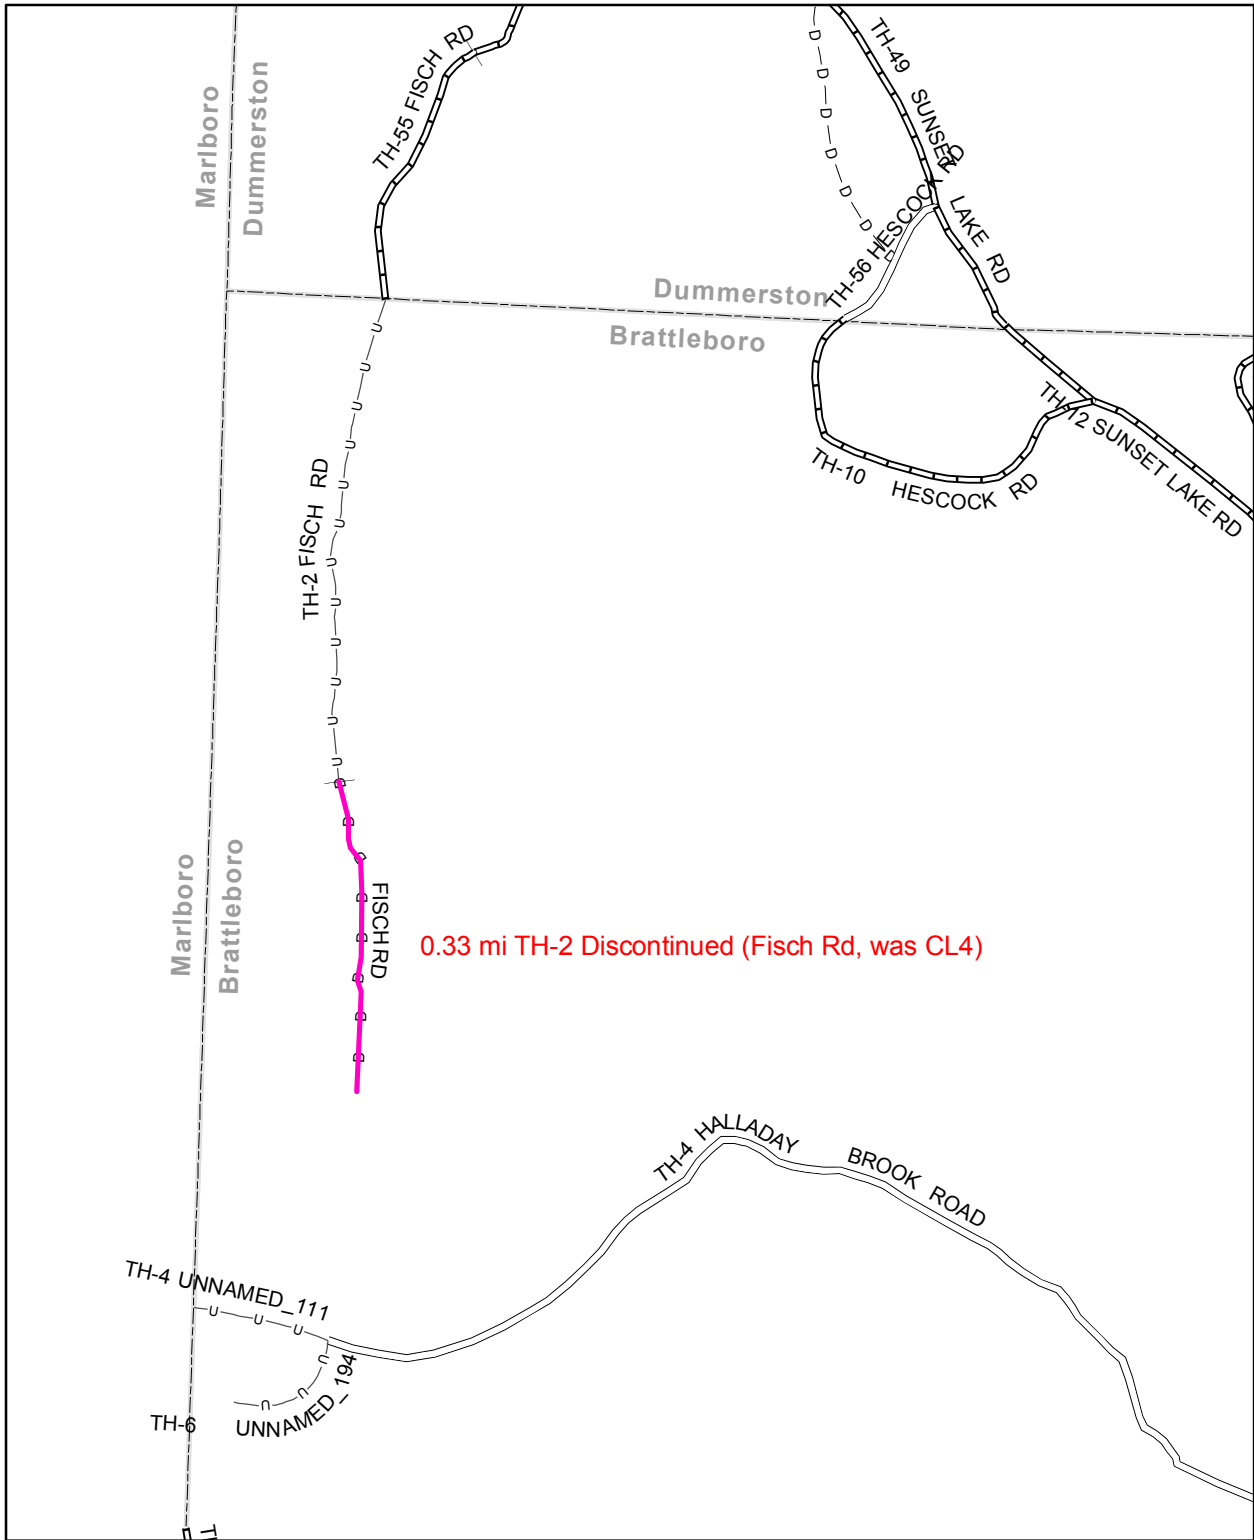 TH-55 FISCH RD
TH-49 SUNSET LAKE RD
Marlboro
Dummerston
TH-56 HESCOCK RD
Dummerston
Brattleboro
TH-12 SUNSET LAKE RD
TH-10 HESCOCK RD
TH-2 FISCH RD
Marlboro
Brattleboro
FISCH RD
0.33 mi TH-2 Discontinued (Fisch Rd, was CL4)
TH-4 HALLADAY BROOK ROAD
TH-4 UNNAMED_111
UNNAMED_194
TH-6